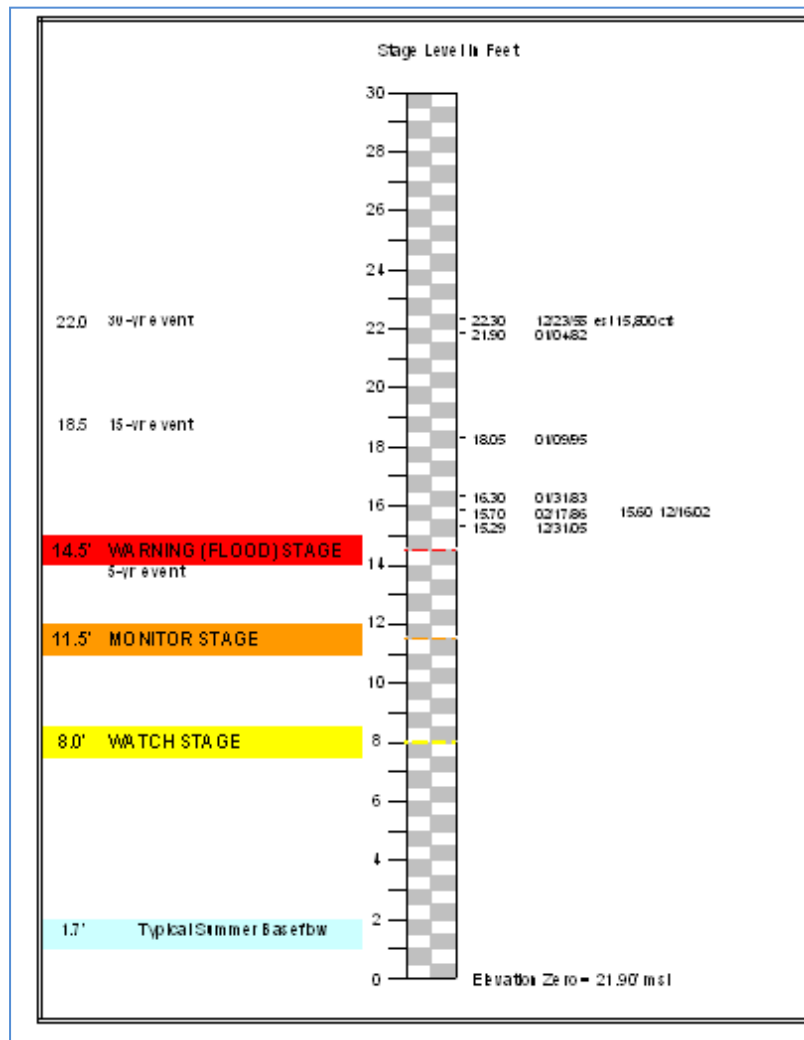 Stage Level in Feet
30
28
26
24
22.0 30-yr event
22
22.30 12/23/55 est 15,800 cfs
21.90 01/04/82
20
18.5 15-yr event
18
18.05 01/09/95
16
16.30 01/31/83
15.70 02/17/86 15.60 12/16/02
15.29 12/31/05
14.5' WARNING (FLOOD) STAGE
14
5-yr event
12
11.5' MONITOR STAGE
10
8.0' WATCH STAGE
8
6
4
2
1.7' Typical Summer Baseflow
0
Elevation Zero = 21.90' msl